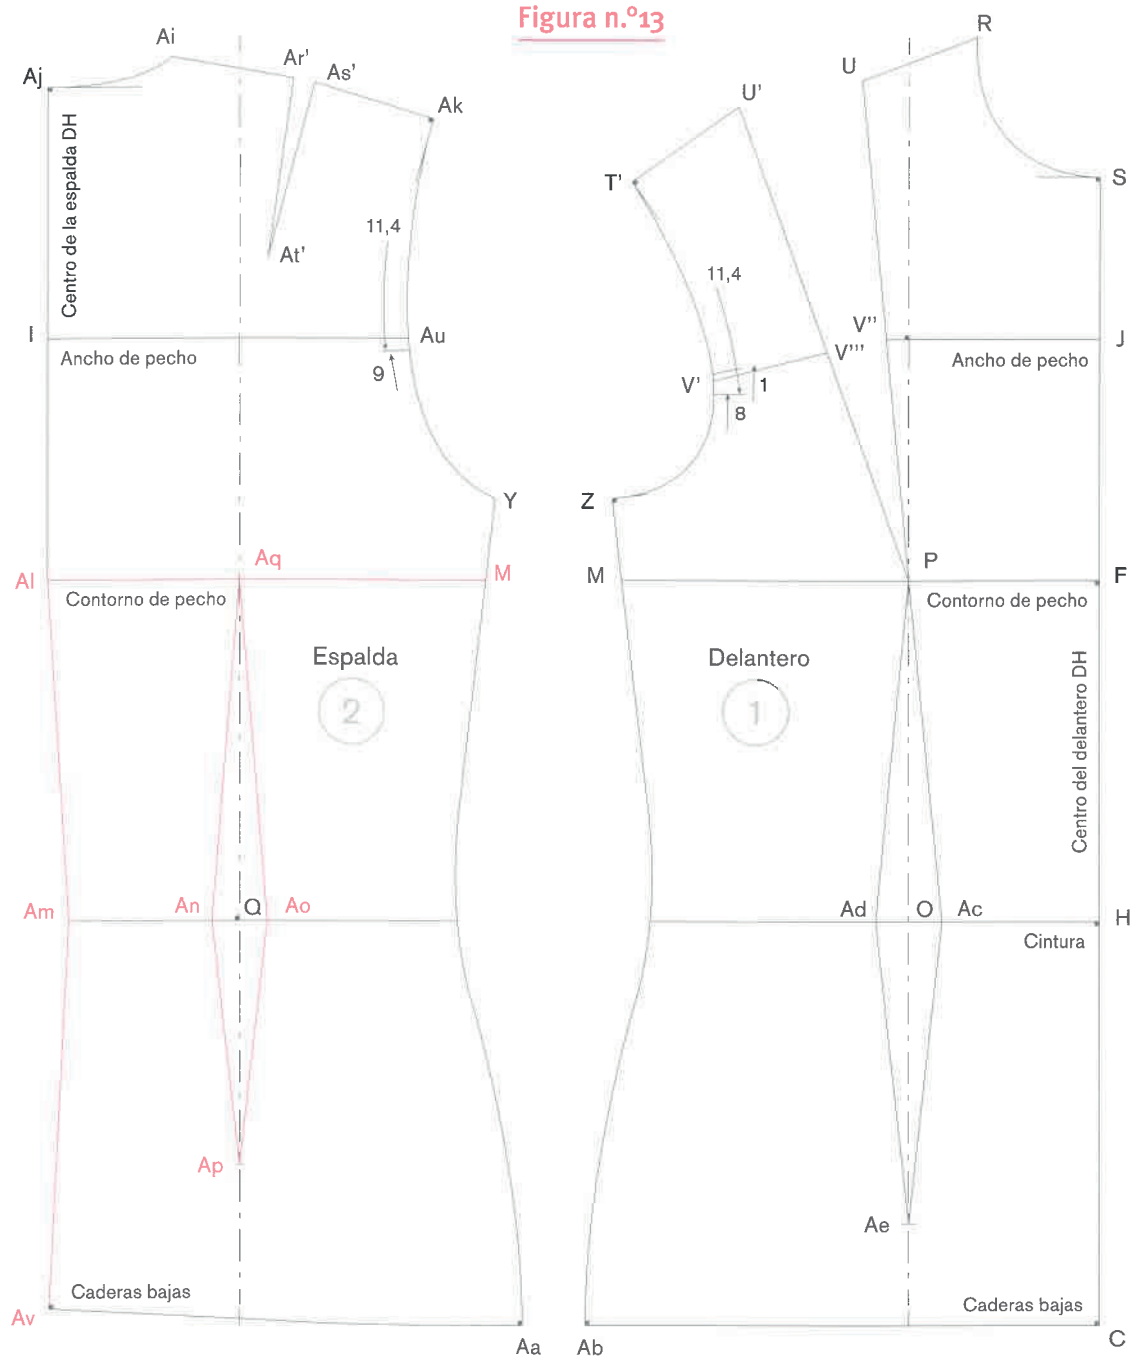 Figura n.º13
Ai
Ar'
As'
Aj
Ak
Centro de la espalda DH
At'
11,4
I
Au
Ancho de pecho
9
Y
Aq
Al
M
Contorno de pecho
Espalda
2
Am
An
Q
Ao
Ap
Caderas bajas
Av
Aa
R
U
U'
T'
S
11,4
V''
V'''
J
Ancho de pecho
V'
1
8
Z
P
M
F
Contorno de pecho
Delantero
1
Centro del delantero DH
Ad
O
Ac
H
Cintura
Ae
Caderas bajas
Ab
C